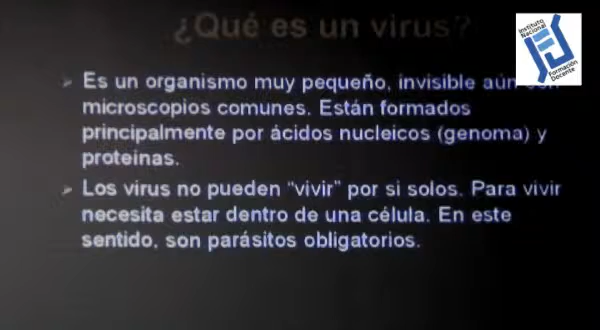 ¿Qué es un virus?
Instituto
Nacional
Formación
Docente
Es un organismo muy pequeño, invisible aún con
microscopios comunes. Están formados
principalmente por ácidos nucleicos (genoma) y
proteínas.
Los virus no pueden “vivir” por si solos. Para vivir
necesita estar dentro de una célula. En este
sentido, son parásitos obligatorios.